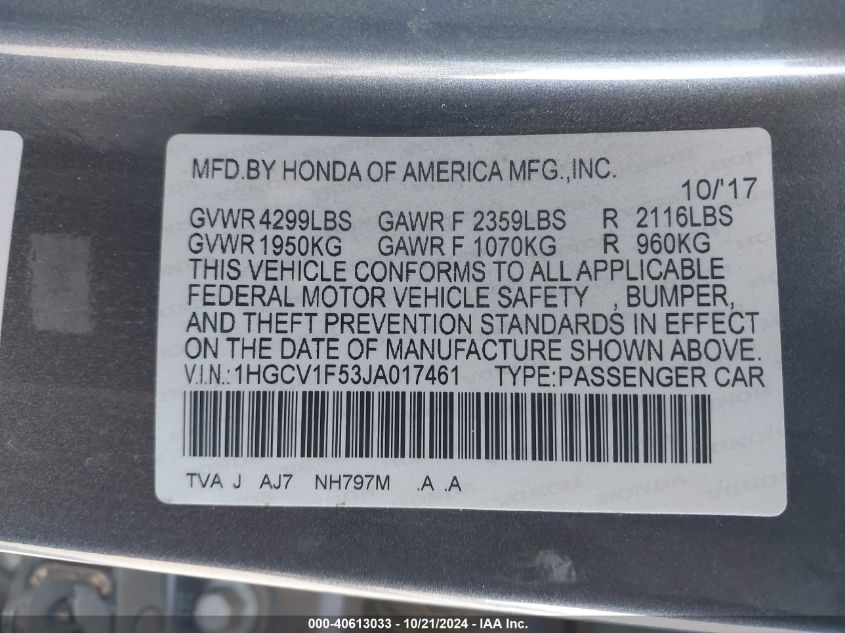 MFD.BY HONDA OF AMERICA MFG.,INC.
10/'17
GVWR 4299LBS GAWR F 2359LBS R 2116LBS
GVWR 1950KG GAWR F 1070KG R 960KG
THIS VEHICLE CONFORMS TO ALL APPLICABLE
FEDERAL MOTOR VEHICLE SAFETY , BUMPER,
AND THEFT PREVENTION STANDARDS IN EFFECT
ON THE DATE OF MANUFACTURE SHOWN ABOVE.
V.I.N.:1HGCV1F53JA017461 TYPE:PASSENGER CAR
TVA J AJ7 NH797M .A .A
000-40613033 - 10/21/2024 - IAA Inc.